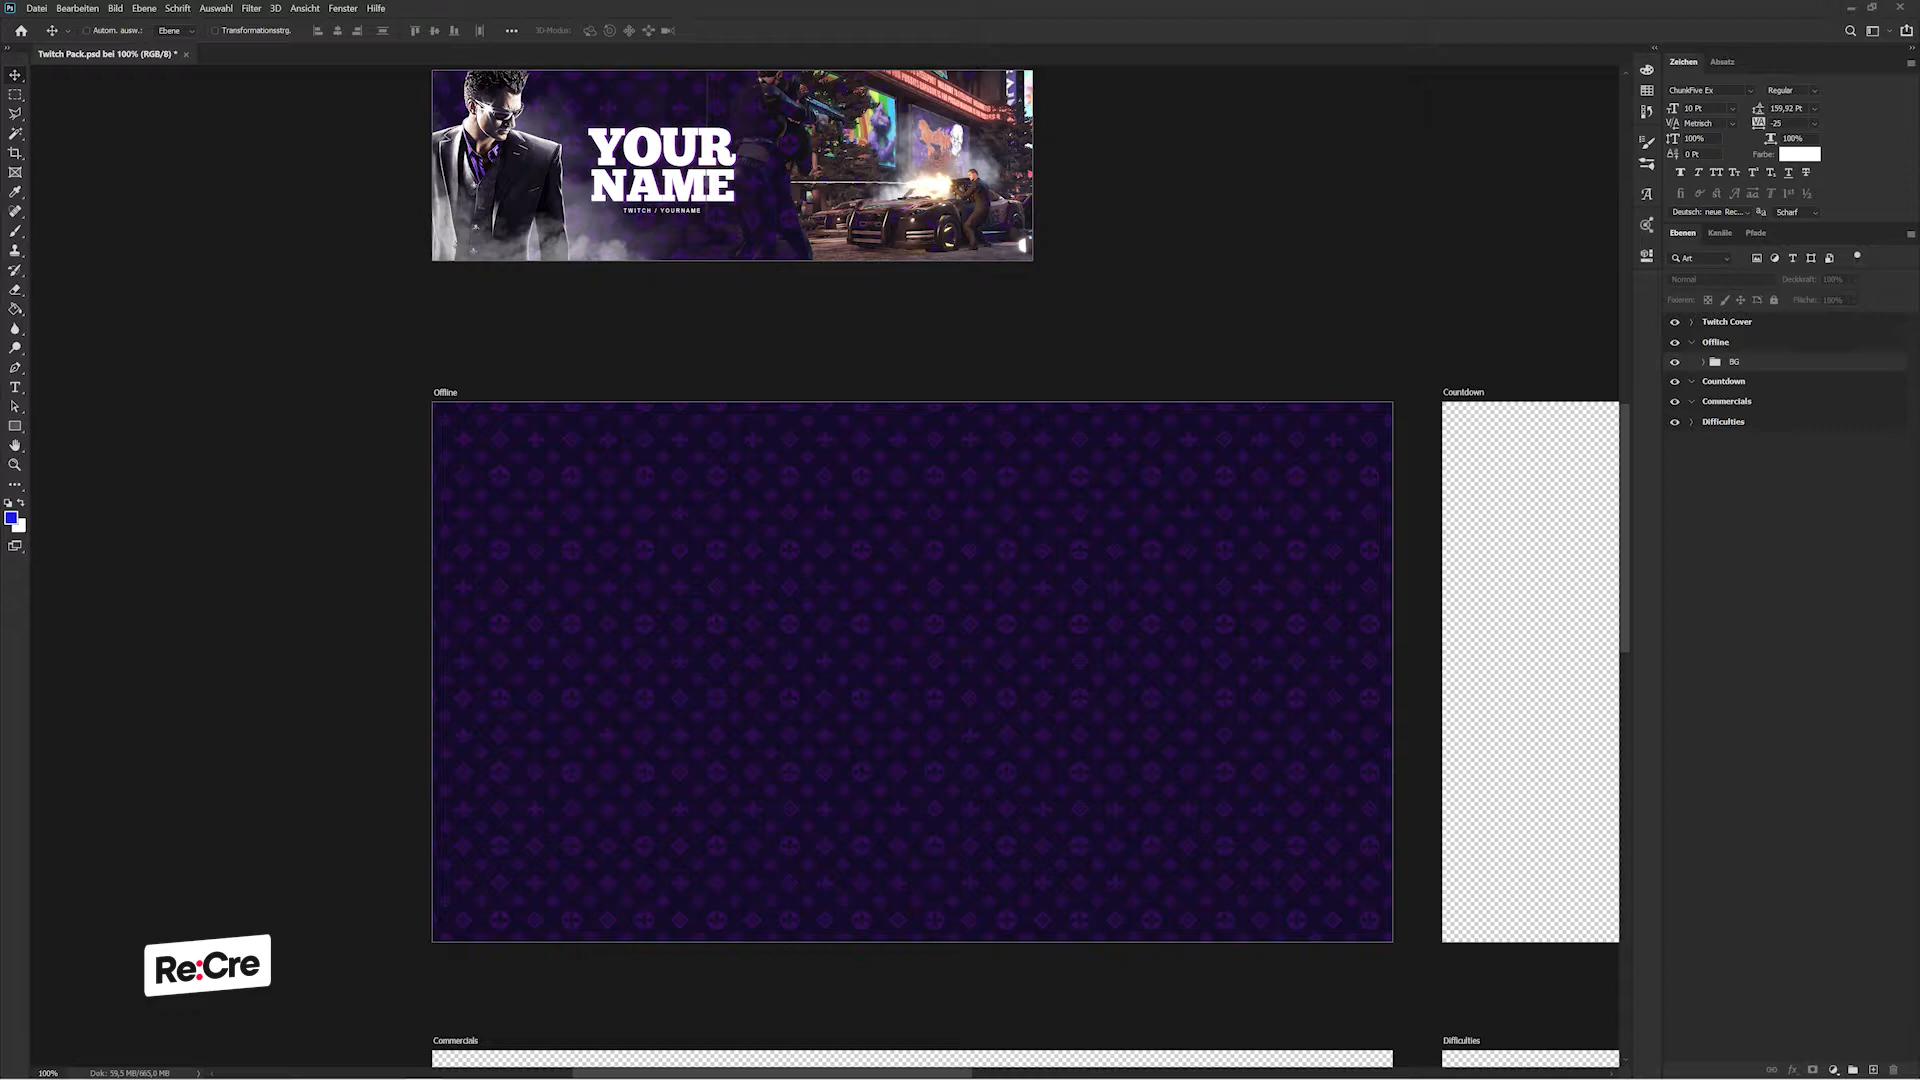 Datei Bearbeiten Bild Ebene Schrift Auswahl Filter 3D Ansicht Fenster Hilfe
Autom. ausw.: Ebene Transformationsstrg. 3D-Modus:
Twitch Pack.psd bei 100% (RGB/8) *
Zeichen Absatz
ChunkFive Ex Regular
10 Pt 159,92 Pt
Metrisch -25
100% 100%
0 Pt Farbe:
Deutsch: neue Rec... Scharf
Ebenen Kanäle Pfade
Art
Normal Deckkraft: 100%
Fixieren: Fläche: 100%
Twitch Cover
Offline
BG
Countdown
Commercials
Difficulties
YOUR
NAME
TWITCH / YOURNAME
Offline
Countdown
Re:Cre
Commercials
Difficulties
100% Dok: 59,5 MB/665,0 MB